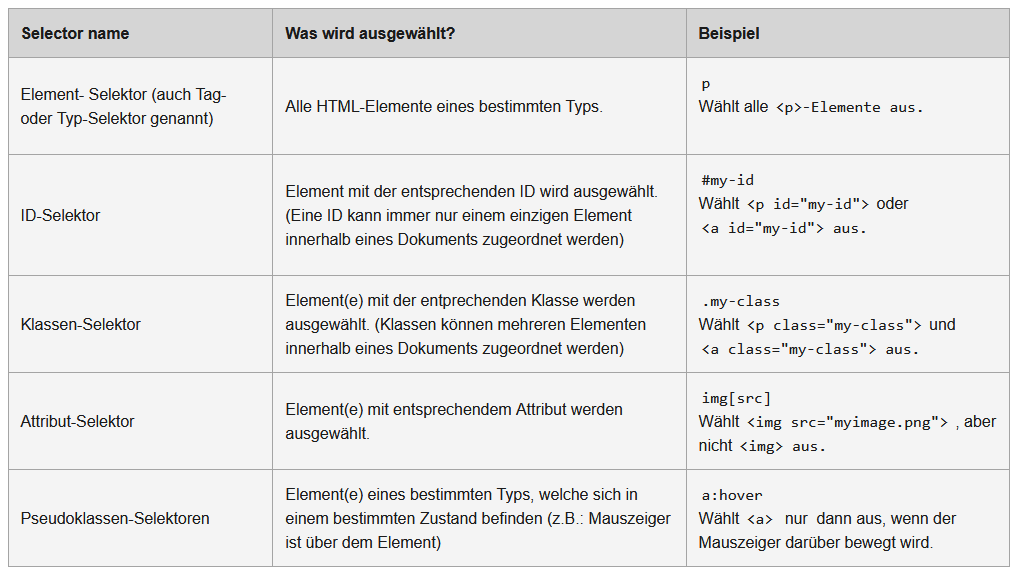 Selector name
Was wird ausgewählt?
Beispiel
Element- Selektor (auch Tag-
oder Typ-Selektor genannt)
Alle HTML-Elemente eines bestimmten Typs.
p
Wählt alle <p>-Elemente aus.
ID-Selektor
Element mit der entsprechenden ID wird ausgewählt.
(Eine ID kann immer nur einem einzigen Element
innerhalb eines Dokuments zugeordnet werden)
#my-id
Wählt <p id="my-id"> oder
<a id="my-id"> aus.
Klassen-Selektor
Element(e) mit der entprechenden Klasse werden
ausgewählt. (Klassen können mehreren Elementen
innerhalb eines Dokuments zugeordnet werden)
.my-class
Wählt <p class="my-class"> und
<a class="my-class"> aus.
Attribut-Selektor
Element(e) mit entsprechendem Attribut werden
ausgewählt.
img[src]
Wählt <img src="myimage.png"> , aber
nicht <img> aus.
Pseudoklassen-Selektoren
Element(e) eines bestimmten Typs, welche sich in
einem bestimmten Zustand befinden (z.B.: Mauszeiger
ist über dem Element)
a:hover
Wählt <a> nur dann aus, wenn der
Mauszeiger darüber bewegt wird.